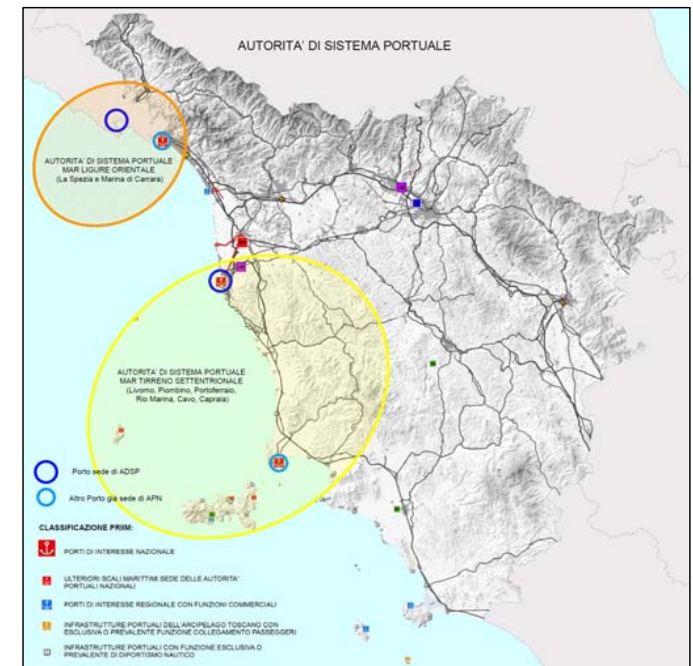 AUTORITA' DI SISTEMA PORTUALE
AUTORITÀ DI SISTEMA PORTUALE
MAR LIGURE ORIENTALE
(La Spezia e Marina di Carrara)
AUTORITÀ DI SISTEMA PORTUALE
MAR TIRRENO SETTENTRIONALE
(Livorno, Piombino, Portoferraio,
Rio Marina, Cavo, Capraia)
Porto sede di ADSP
Altro Porto già sede di APN
CLASSIFICAZIONE PRIIM:
PORTI DI INTERESSE NAZIONALE
ULTERIORI SCALI MARITTIMI SEDE DELLE AUTORITA'
PORTUALI NAZIONALI
PORTI DI INTERESSE REGIONALE CON FUNZIONI COMMERCIALI
INFRASTRUTTURE PORTUALI DELL'ARCIPELAGO TOSCANO CON
ESCLUSIVA O PREVALENTE FUNZIONE COLLEGAMENTO PASSEGGERI
INFRASTRUTTURE PORTUALI CON FUNZIONE ESCLUSIVA O
PREVALENTE DI DIPORTISMO NAUTICO